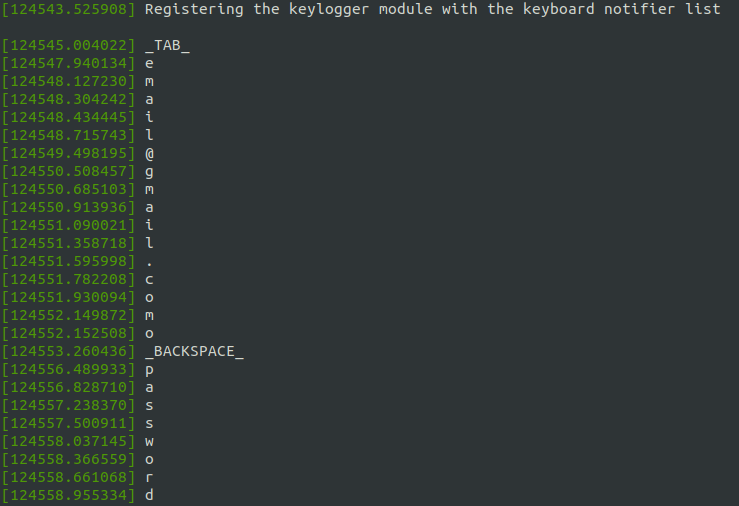 [124543.525908] Registering the keylogger module with the keyboard notifier list
[124545.004022] _TAB_
[124547.940134] e
[124548.127230] m
[124548.304242] a
[124548.434445] i
[124548.715743] l
[124549.498195] @
[124550.508457] g
[124550.685103] m
[124550.913936] a
[124551.090021] i
[124551.358718] l
[124551.595998] .
[124551.782208] c
[124551.930094] o
[124552.149872] m
[124552.152508] o
[124553.260436] _BACKSPACE_
[124556.489933] p
[124556.828710] a
[124557.238370] s
[124557.500911] s
[124558.037145] w
[124558.366559] o
[124558.661068] r
[124558.955334] d